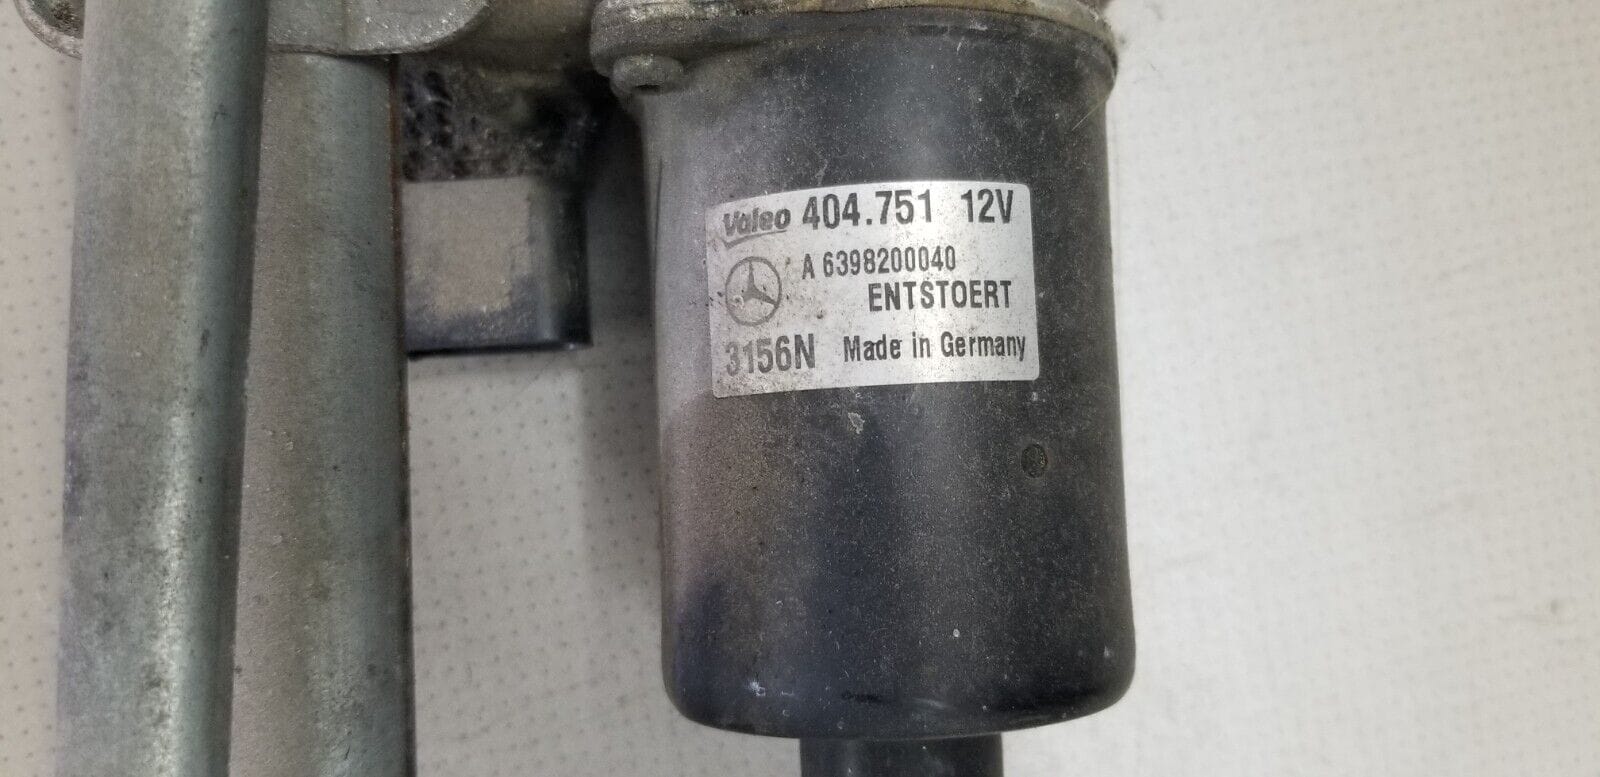 Valeo 404.751 12V
A 6398200040
ENTSTOERT
3156N Made in Germany